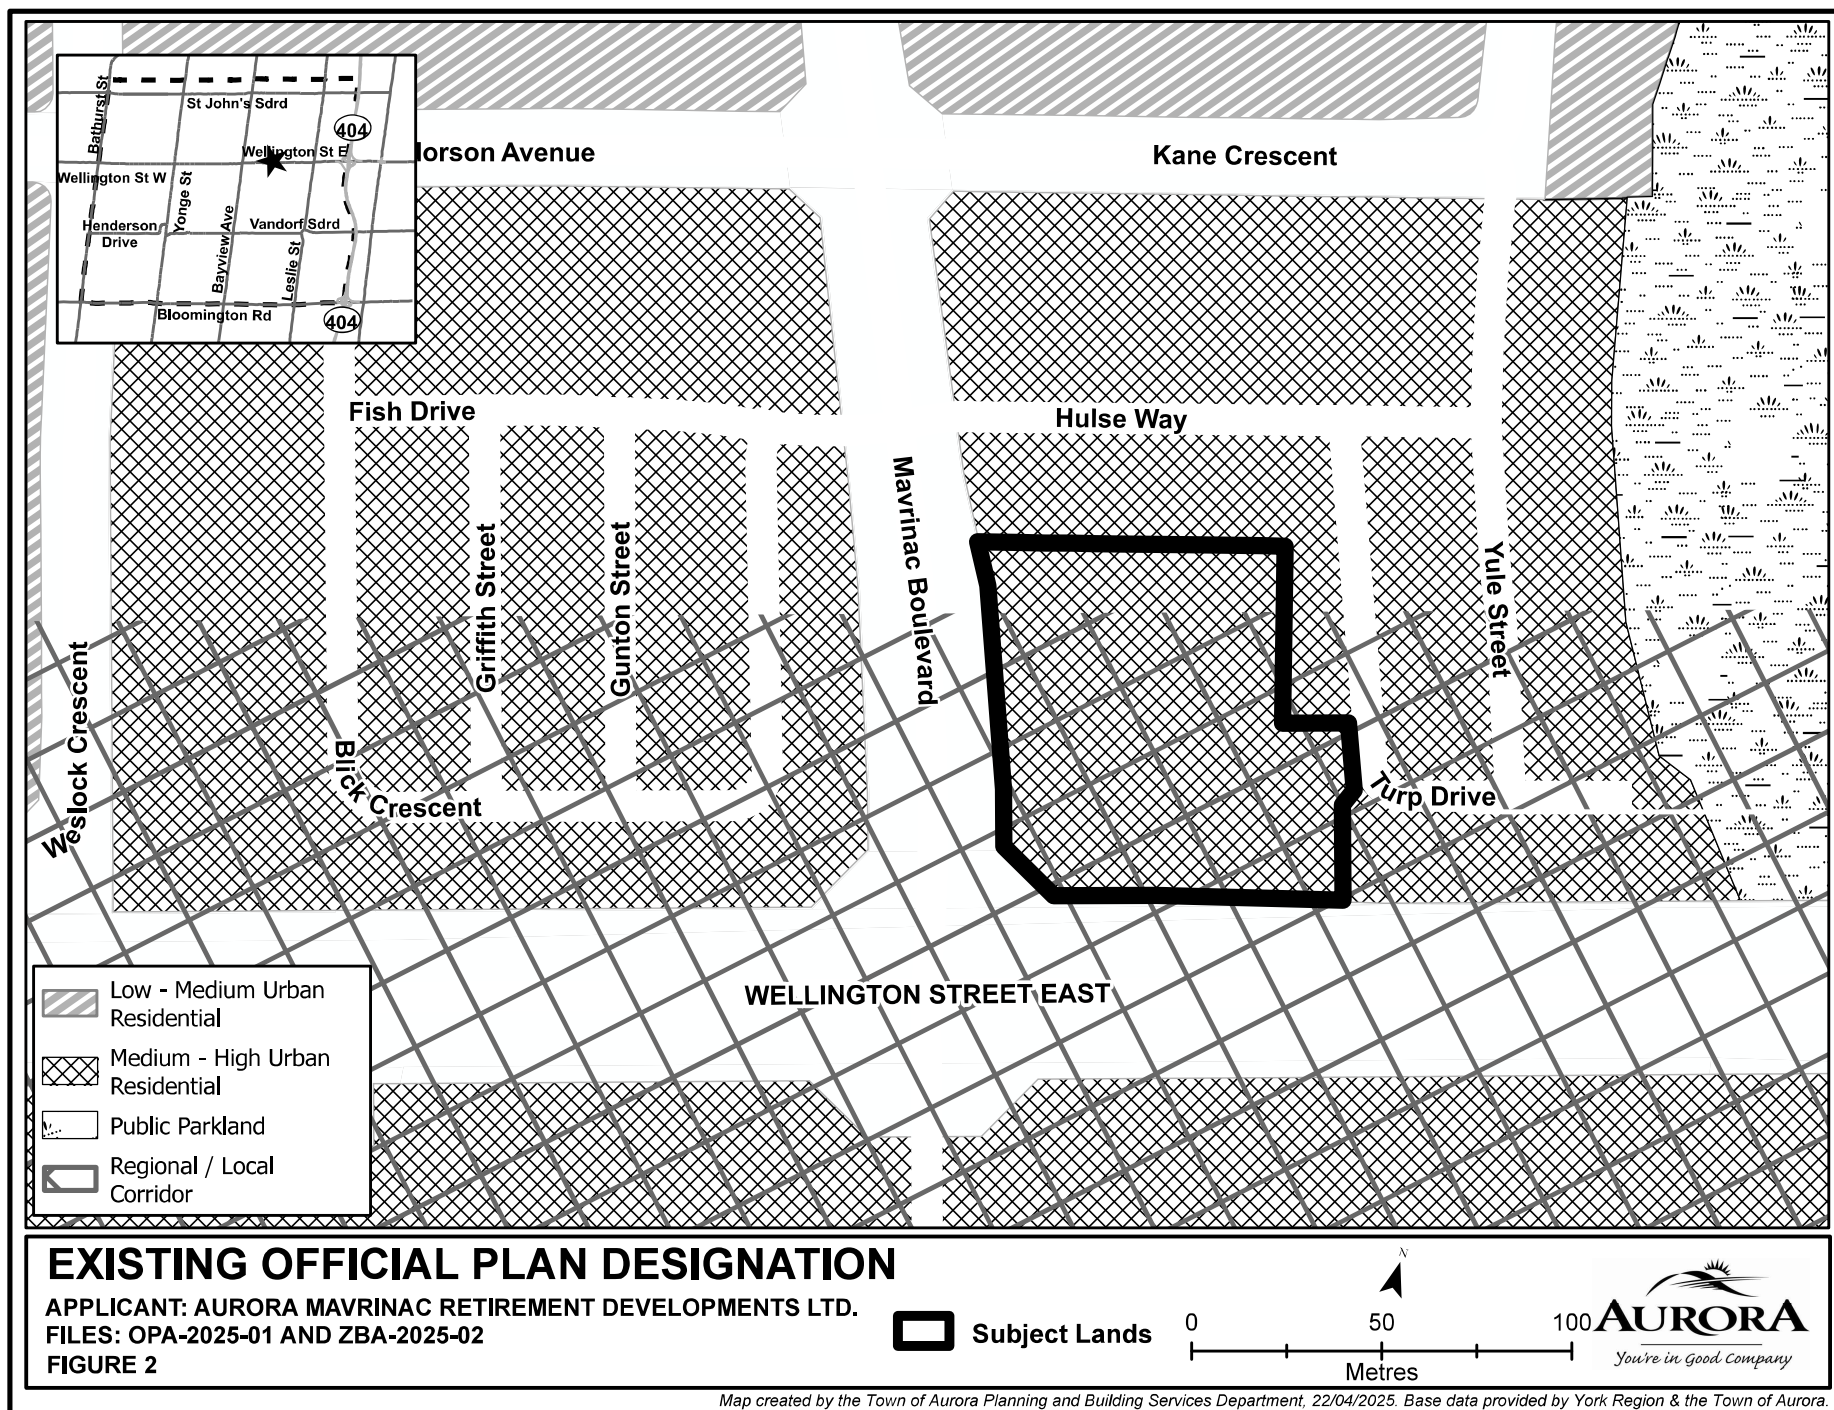 Bathurst St
St John's Sdrd
404
Wellington St E
Wellington St W
Yonge St
Henderson
Drive
Bayview Ave
Vandorf Sdrd
Leslie St
Bloomington Rd
404
Kane Crescent
Avenue
Fish Drive
Hulse Way
Mavrinac Boulevard
Griffith Street
Gunton Street
Yule Street
Weslock Crescent
Blick Crescent
Turp Drive
WELLINGTON STREET EAST
Low - Medium Urban
Residential
Medium - High Urban
Residential
Public Parkland
Regional / Local
Corridor
EXISTING OFFICIAL PLAN DESIGNATION
APPLICANT: AURORA MAVRINAC RETIREMENT DEVELOPMENTS LTD.
FILES: OPA-2025-01 AND ZBA-2025-02
FIGURE 2
Subject Lands
N
0 50 100
Metres
AURORA
You're in Good Company
Map created by the Town of Aurora Planning and Building Services Department, 22/04/2025. Base data provided by York Region & the Town of Aurora.